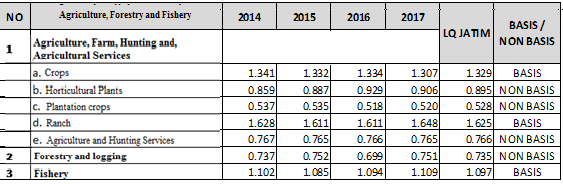 NO Agriculture, Forestry and Fishery 2014 2015 2016 2017 LQ JATIM BASIS / NON BASIS
1 Agriculture, Farm, Hunting and, Agricultural Services
a. Crops 1.341 1.332 1.334 1.307 1.329 BASIS
b. Horticultural Plants 0.859 0.887 0.929 0.906 0.895 NON BASIS
c. Plantation crops 0.537 0.535 0.518 0.520 0.528 NON BASIS
d. Ranch 1.628 1.611 1.611 1.648 1.625 BASIS
e. Agriculture and Hunting Services 0.767 0.765 0.766 0.765 0.766 NON BASIS
2 Forestry and logging 0.737 0.752 0.699 0.751 0.735 NON BASIS
3 Fishery 1.102 1.085 1.094 1.109 1.097 BASIS